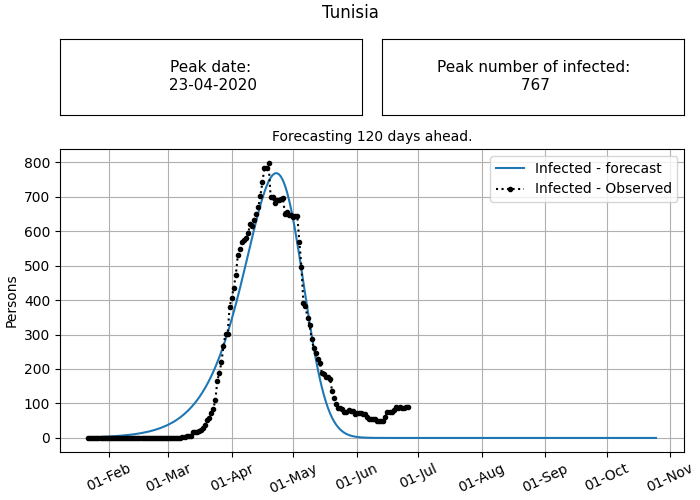 Tunisia
Peak date:
23-04-2020
Peak number of infected:
767
Forecasting 120 days ahead.
Infected - forecast
Infected - Observed
Persons
800
700
600
500
400
300
200
100
0
01-Feb
01-Mar
01-Apr
01-May
01-Jun
01-Jul
01-Aug
01-Sep
01-Oct
01-Nov